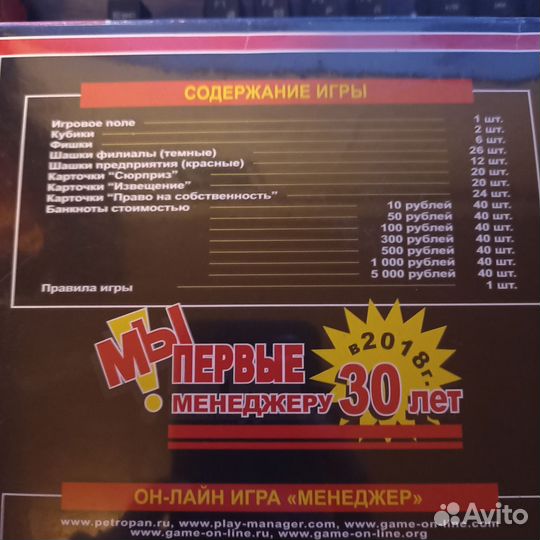 СОДЕРЖАНИЕ ИГРЫ
Игровое поле 1 шт.
Кубики 2 шт.
Фишки 6 шт.
Шашки филиалы (темные) 26 шт.
Шашки предприятия (красные) 12 шт.
Карточки “Сюрприз” 20 шт.
Карточки “Извещение” 20 шт.
Карточки “Право на собственность” 24 шт.
Банкноты стоимостью 10 рублей 40 шт.
50 рублей 40 шт.
100 рублей 40 шт.
300 рублей 40 шт.
500 рублей 40 шт.
1 000 рублей 40 шт.
5 000 рублей 40 шт.
Правила игры 1 шт.
МЫ!
ПЕРВЫЕ
в 2018 г.
МЕНЕДЖЕРУ 30 лет
ОН-ЛАЙН ИГРА «МЕНЕДЖЕР»
www.petropan.ru, www.play-manager.com, www.game-on-line.com,
www.game-on-line.ru, www.game-on-line.org
Avito